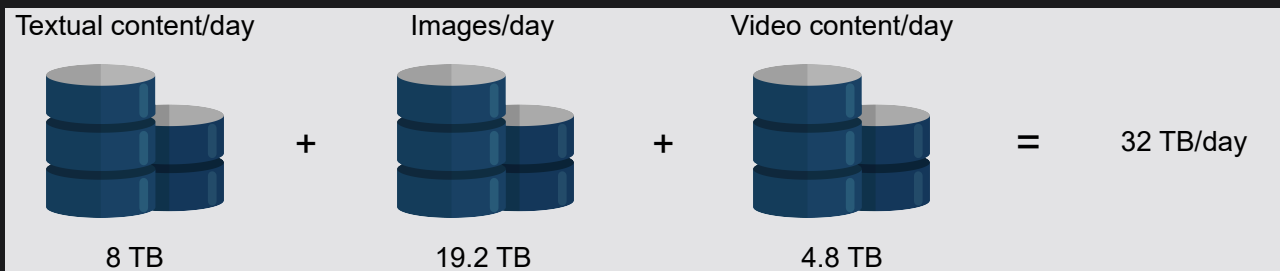 Textual content/day
Images/day
Video content/day
+
+
=
32 TB/day
8 TB
19.2 TB
4.8 TB